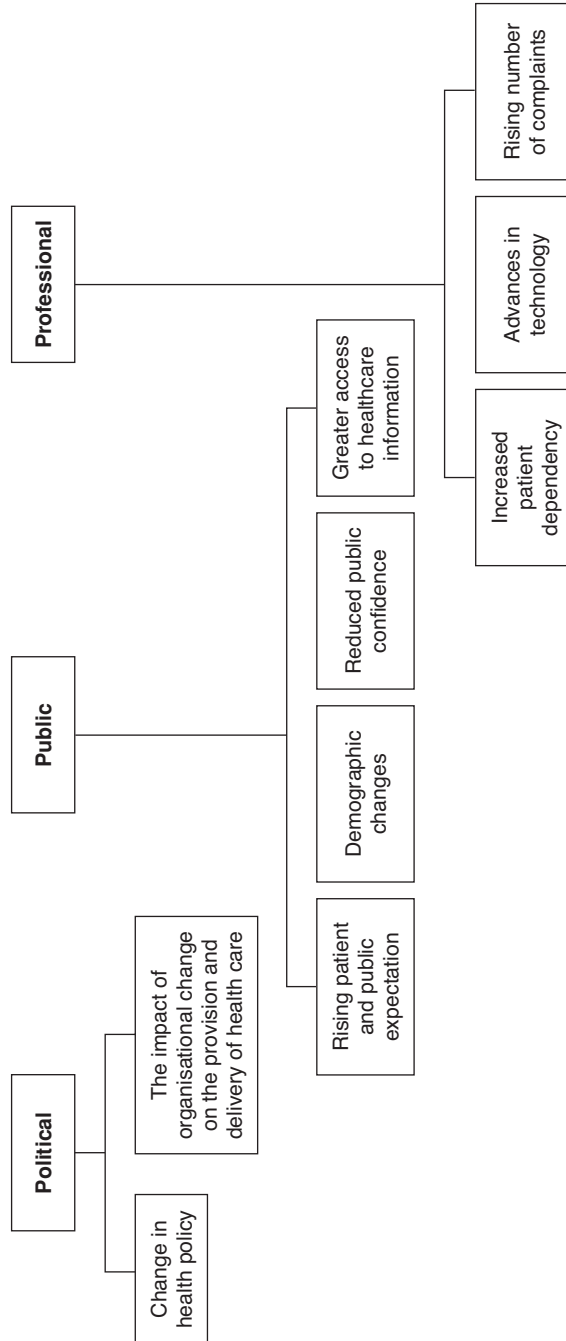 Political
Public
Professional
Change in
health policy
The impact of
organisational change
on the provision and
delivery of health care
Rising patient
and public
expectation
Demographic
changes
Reduced public
confidence
Greater access
to healthcare
information
Increased
patient
dependency
Advances in
technology
Rising number
of complaints